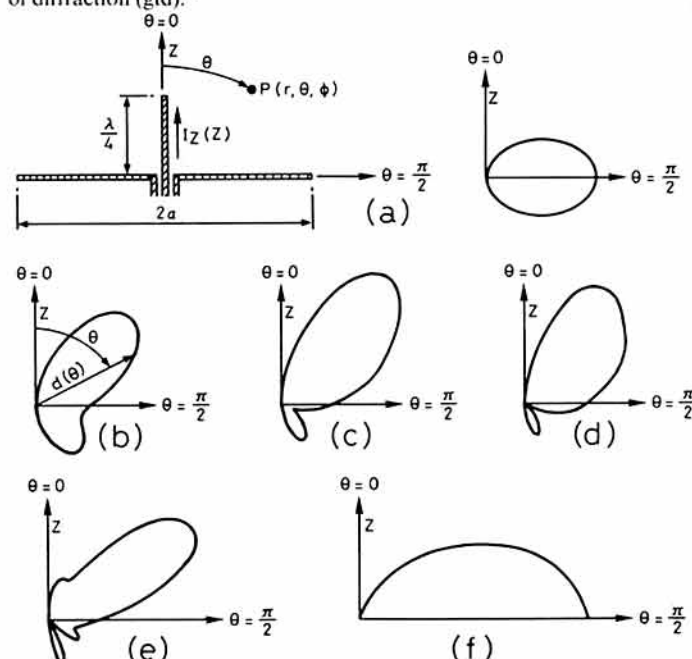 of diffraction (gtd).
θ=0
Z
θ
P(r, θ, ϕ)
λ/4
I_Z(Z)
θ = π/2
2a
(a)
θ=0
Z
θ = π/2
θ=0
Z
θ
d(θ)
θ = π/2
(b)
θ=0
Z
θ = π/2
(c)
θ=0
Z
θ = π/2
(d)
θ=0
Z
θ = π/2
(e)
θ=0
Z
θ = π/2
(f)